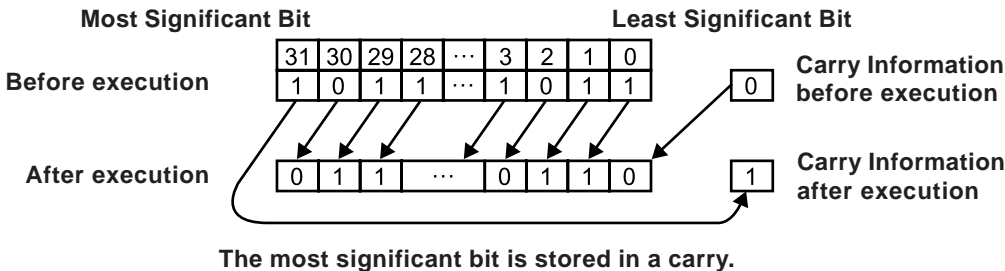 Most Significant Bit Least Significant Bit
31 30 29 28 ... 3 2 1 0
Before execution 1 0 1 1 ... 1 0 1 1 0 Carry Information
before execution
After execution 0 1 1 ... 0 1 1 0 1 Carry Information
after execution
The most significant bit is stored in a carry.